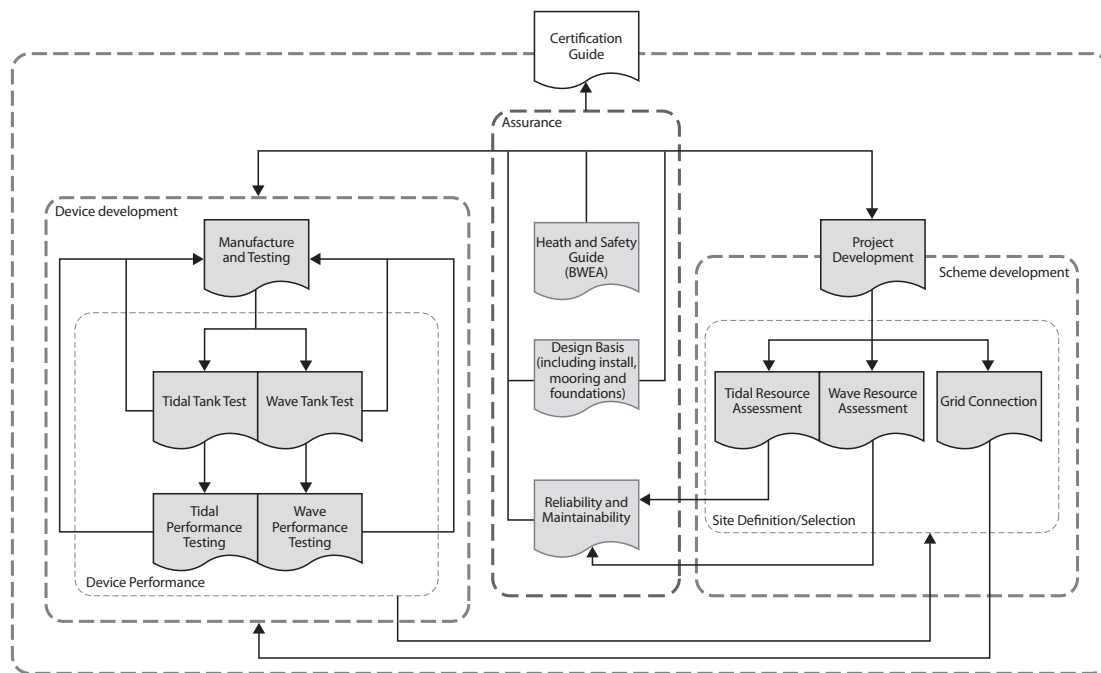 Certification
Guide
Assurance
Device development
Manufacture
and Testing
Heath and Safety
Guide
(BWEA)
Project
Development
Scheme development
Design Basis
(including install,
mooring and
foundations)
Tidal Tank Test
Wave Tank Test
Tidal Resource
Assessment
Wave Resource
Assessment
Grid Connection
Tidal
Performance
Testing
Wave
Performance
Testing
Reliability and
Maintainability
Site Definition/Selection
Device Performance